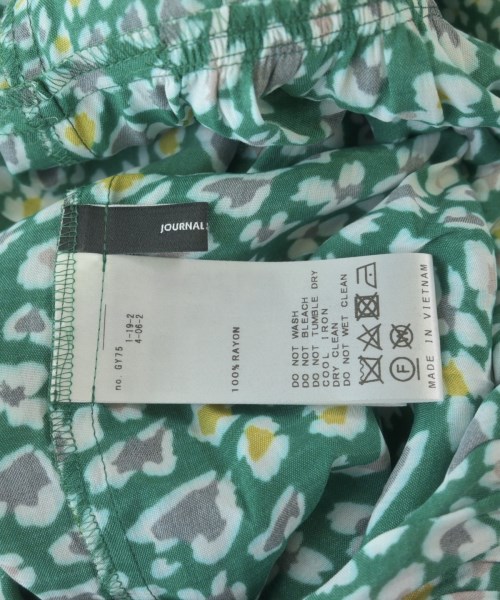 JOURNAL
no. GY75
1-19-2
4-06-2
100% RAYON
DO NOT WASH
DO NOT BLEACH
DO NOT TUMBLE DRY
COOL IRON
DRY CLEAN
DO NOT WET CLEAN
F
MADE IN VIETNAM